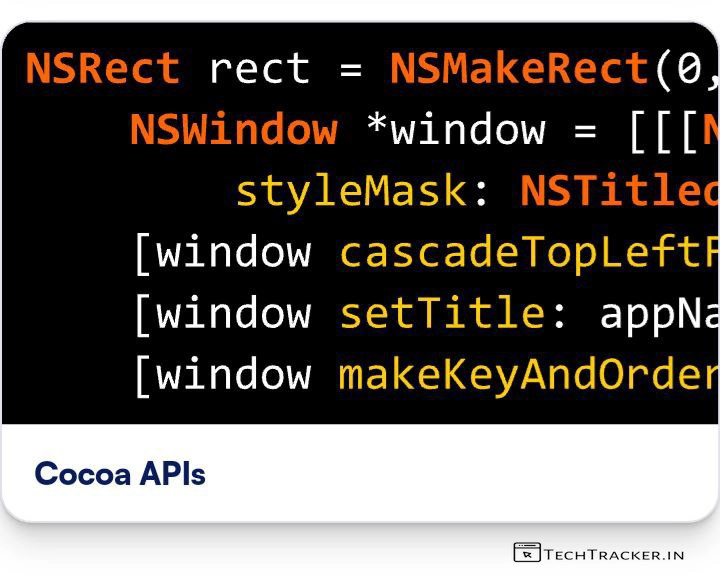 NSRect rect = NSMakeRect(0,
NSWindow *window = [[[N
styleMask: NSTitled
[window cascadeTopLeftF
[window setTitle: appNa
[window makeKeyAndOrder
Cocoa APIs
TECHTRACKER.IN